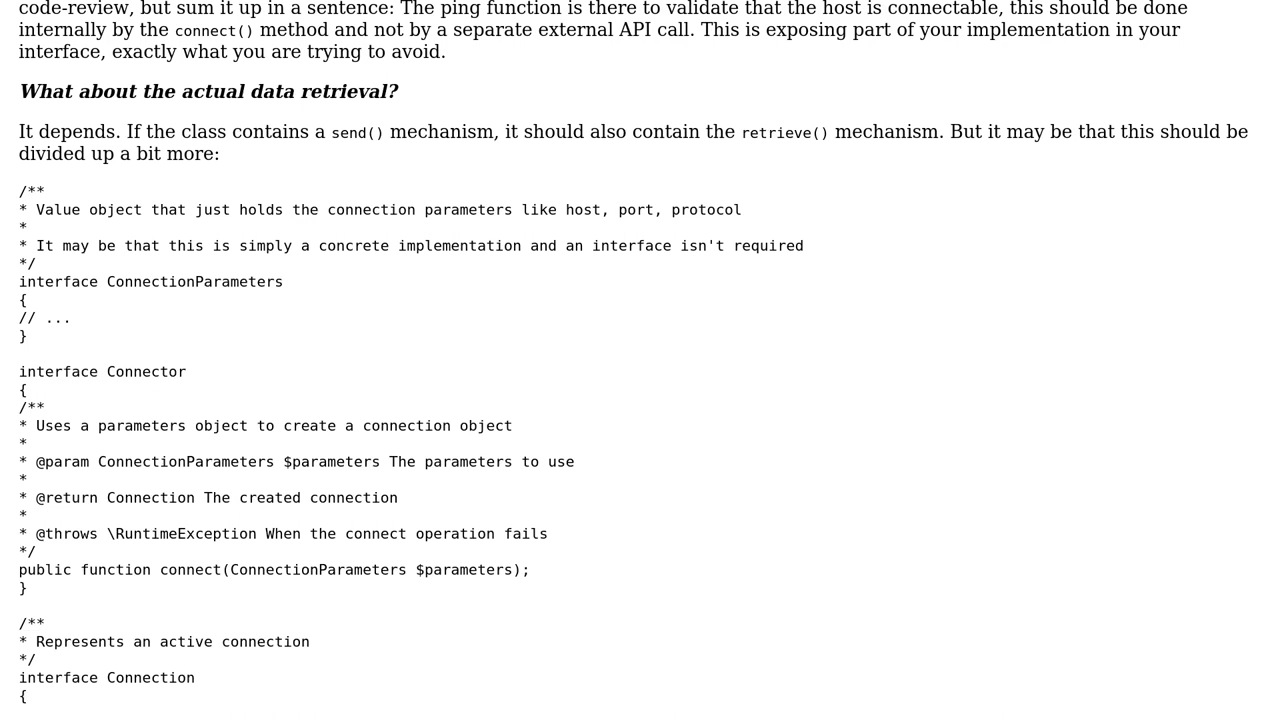 code-review, but sum it up in a sentence: The ping function is there to validate that the host is connectable, this should be done
internally by the connect() method and not by a separate external API call. This is exposing part of your implementation in your
interface, exactly what you are trying to avoid.
What about the actual data retrieval?
It depends. If the class contains a send() mechanism, it should also contain the retrieve() mechanism. But it may be that this should be
divided up a bit more:
/**
* Value object that just holds the connection parameters like host, port, protocol
*
* It may be that this is simply a concrete implementation and an interface isn't required
*/
interface ConnectionParameters
{
// ...
}
interface Connector
{
/**
* Uses a parameters object to create a connection object
*
* @param ConnectionParameters $parameters The parameters to use
*
* @return Connection The created connection
*
* @throws \RuntimeException When the connect operation fails
*/
public function connect(ConnectionParameters $parameters);
}
/**
* Represents an active connection
*/
interface Connection
{